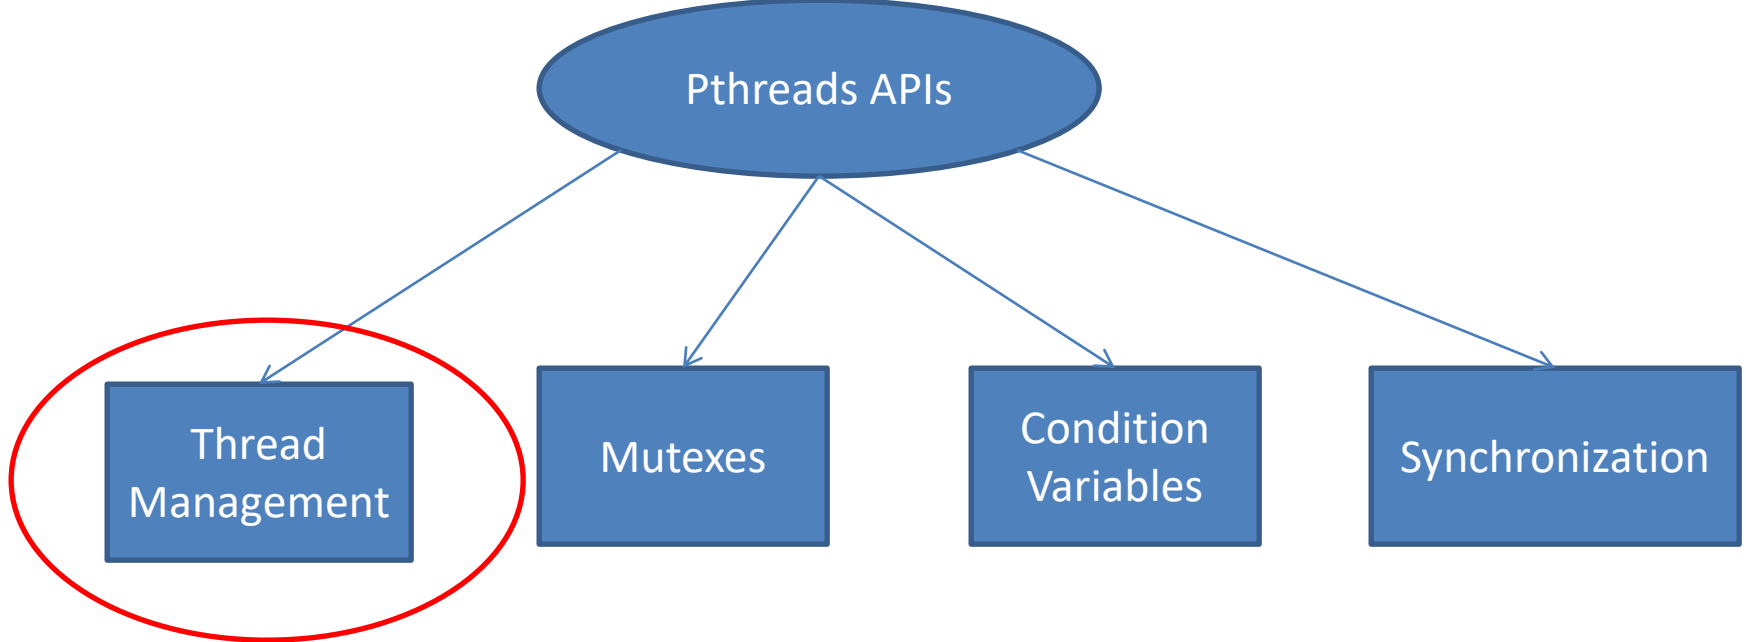 Pthreads APIs
Thread
Management
Mutexes
Condition
Variables
Synchronization